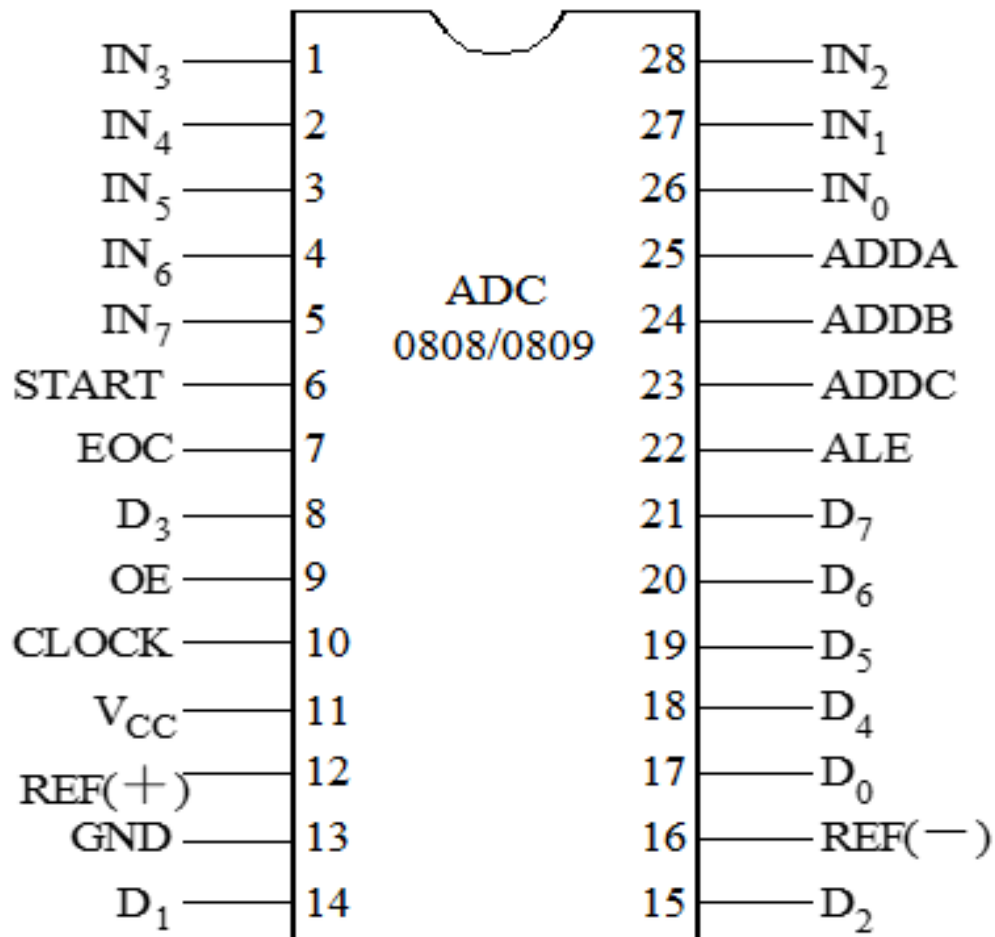 IN₃ 1 28 IN₂
IN₄ 2 27 IN₁
IN₅ 3 26 IN₀
IN₆ 4 25 ADDA
ADC
IN₇ 5 24 ADDB
0808/0809
START 6 23 ADDC
EOC 7 22 ALE
D₃ 8 21 D₇
OE 9 20 D₆
CLOCK 10 19 D₅
V_CC 11 18 D₄
REF(+) 12 17 D₀
GND 13 16 REF(−)
D₁ 14 15 D₂